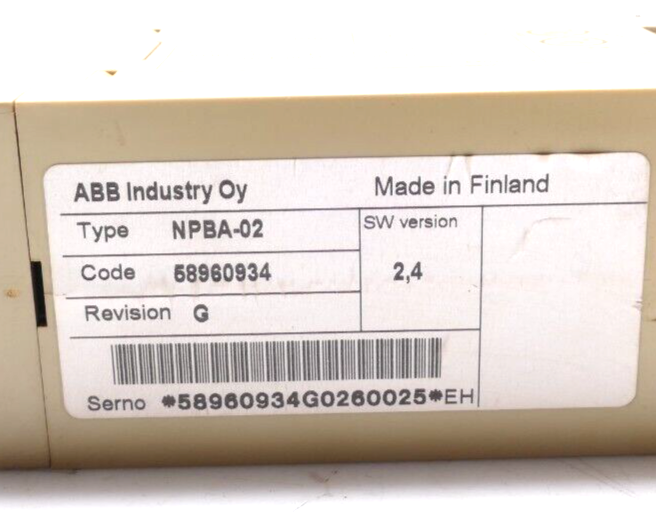 ABB Industry Oy Made in Finland
Type NPBA-02 SW version
Code 58960934 2,4
Revision G
Serno *58960934G0260025*EH